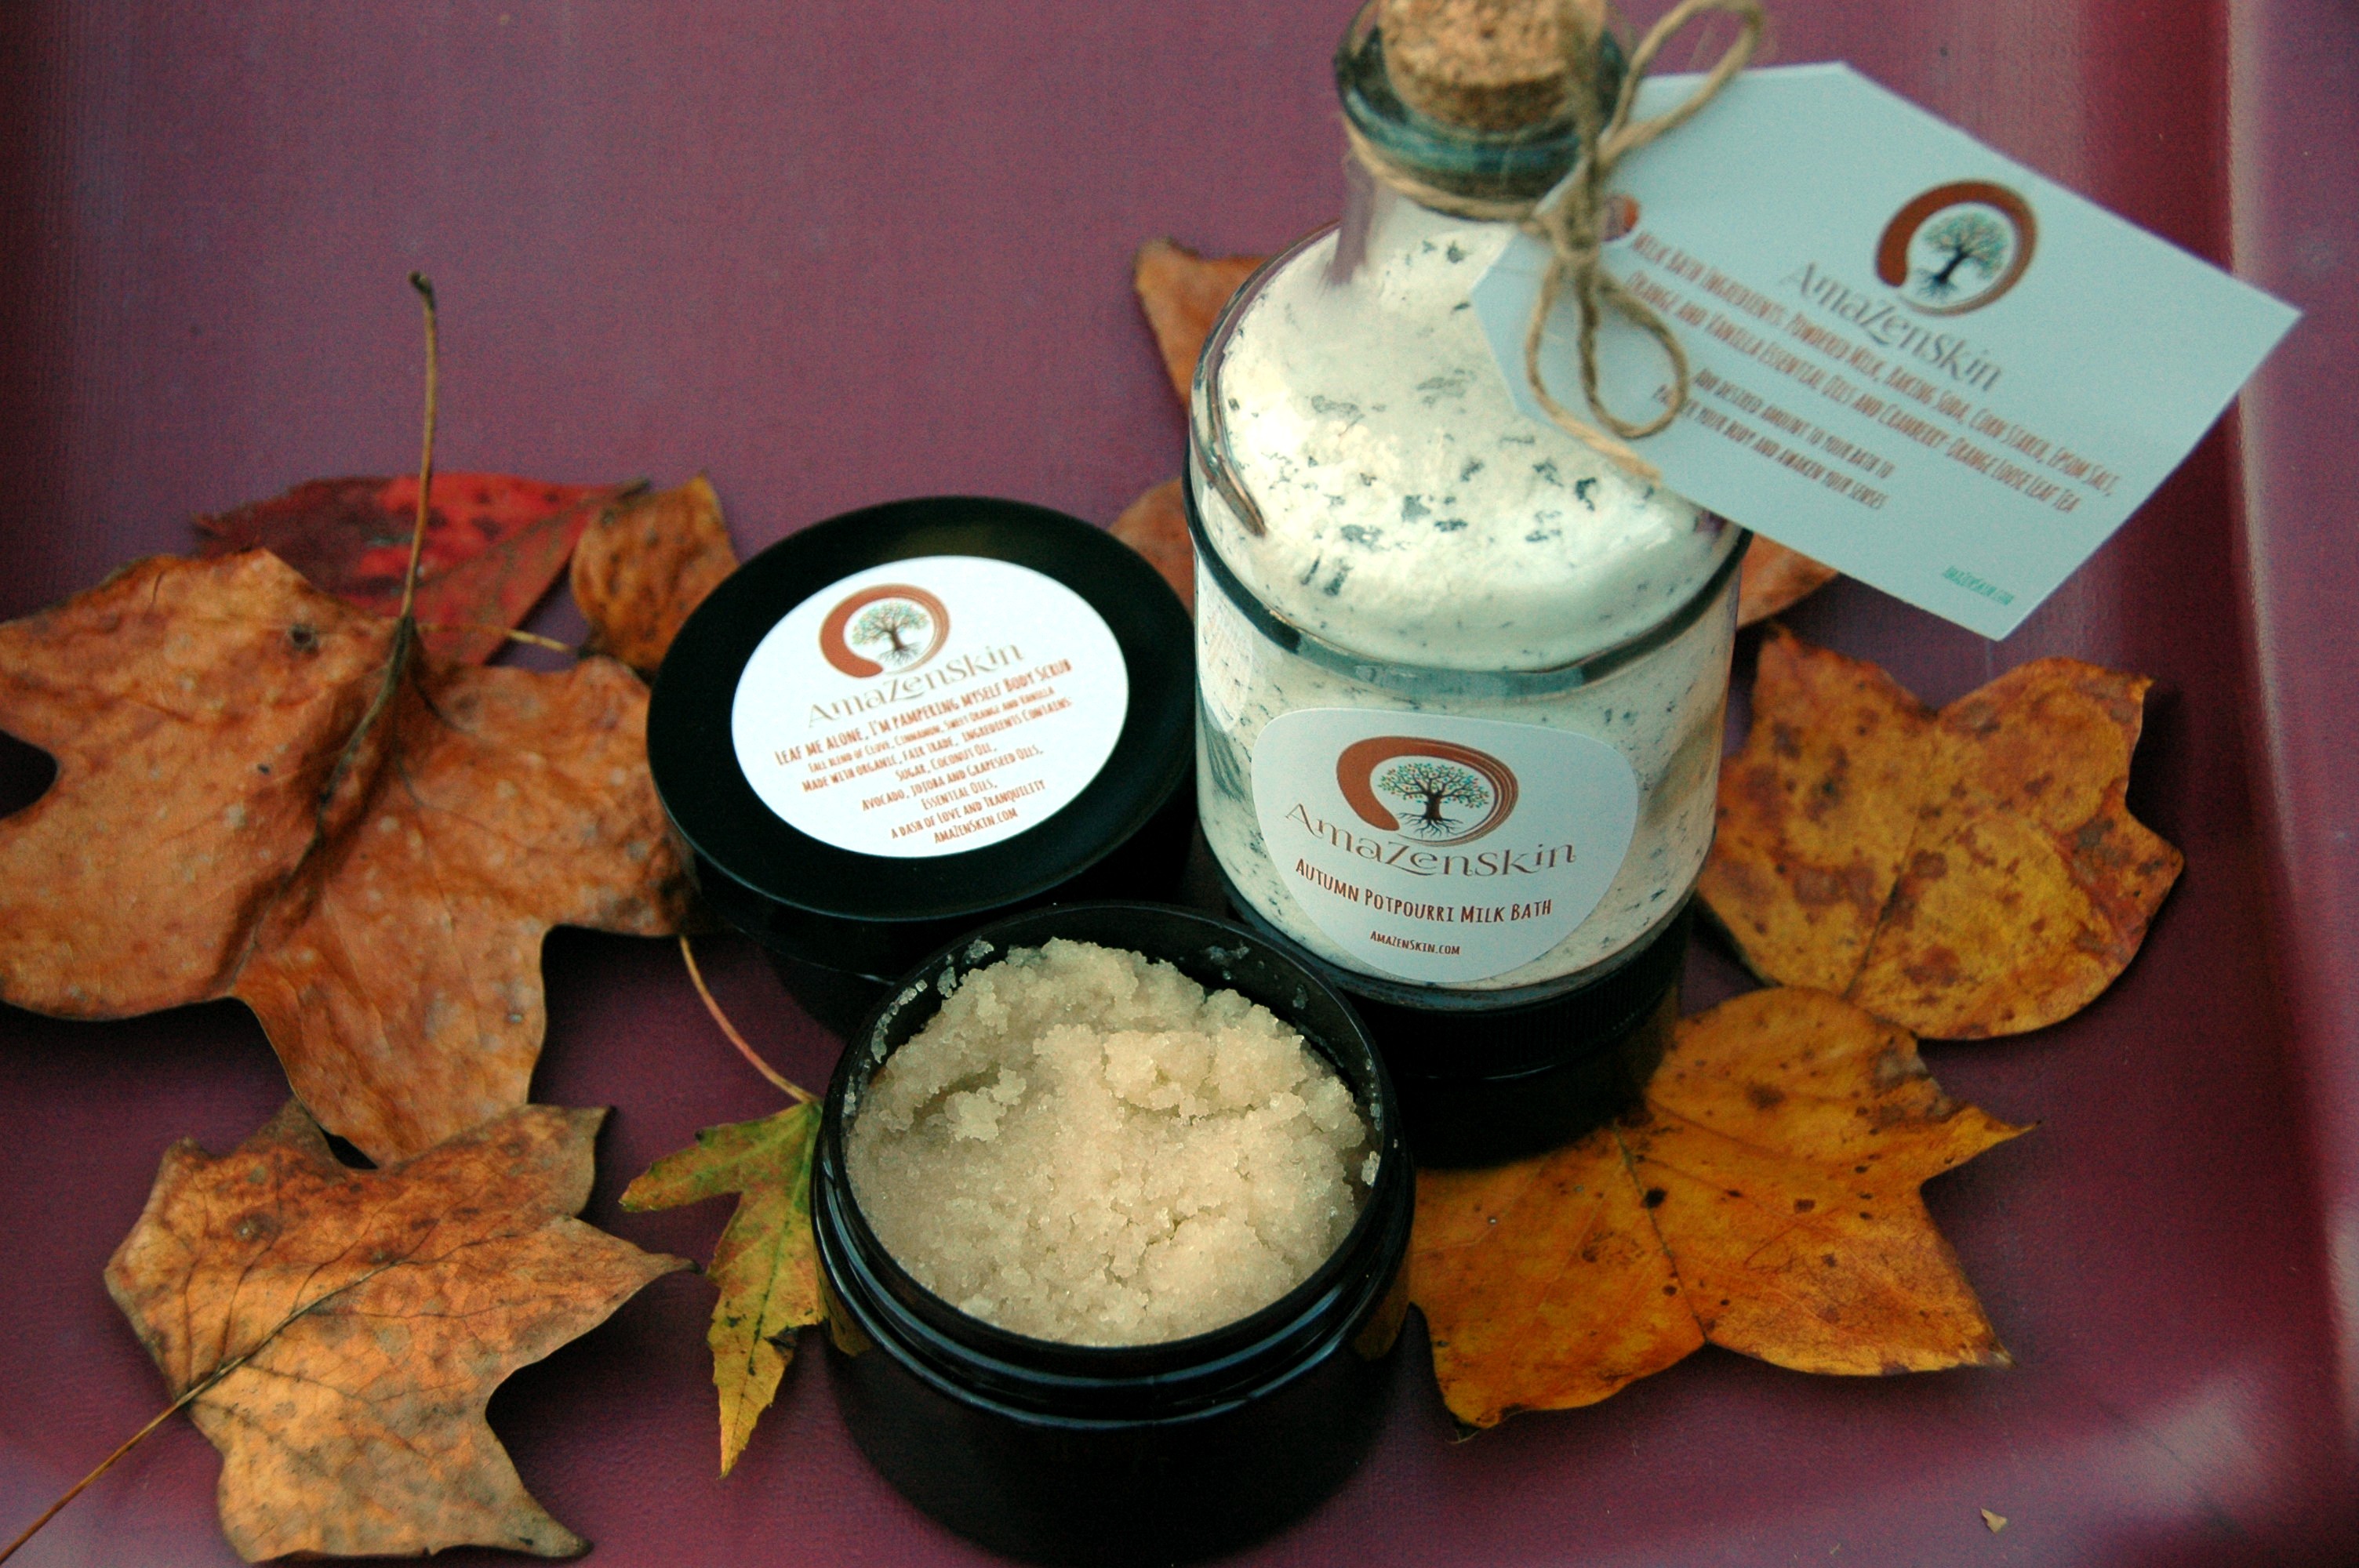 AmaZenSkin
Milk Bath Ingredients: Powdered Milk, Baking Soda, Corn Starch, Epsom Salt,
Orange and Vanilla Essential Oils and Cranberry-Orange Loose Leaf Tea
Add desired amount to your bath to
your body and awaken your senses
AmaZenSkin.com
AmaZenSkin
Leaf me alone, I'm pampering myself Body Scrub
Fall blend of Clove, Cinnamon, Sweet Orange and Vanilla
Made with organic, fair trade, ingredients contains:
Sugar, Coconut Oil,
Avocado, Jojoba and Grapeseed Oils,
Essential Oils,
a dash of Love and Tranquility
AmaZenSkin.com
AmaZenSkin
Autumn Potpourri Milk Bath
AmaZenSkin.com